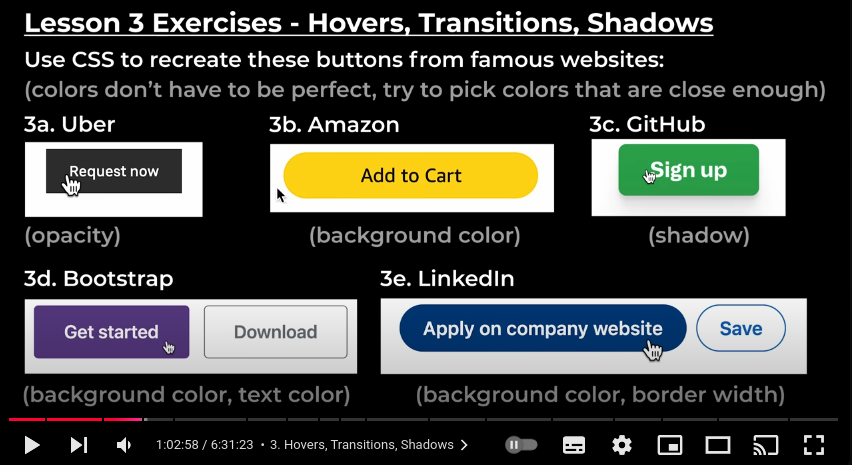 Lesson 3 Exercises - Hovers, Transitions, Shadows
Use CSS to recreate these buttons from famous websites:
(colors don’t have to be perfect, try to pick colors that are close enough)
3a. Uber
3b. Amazon
3c. GitHub
Request now
Add to Cart
Sign up
(opacity)
(background color)
(shadow)
3d. Bootstrap
3e. LinkedIn
Get started
Download
Apply on company website
Save
(background color, text color)
(background color, border width)
1:02:58 / 6:31:23 • 3. Hovers, Transitions, Shadows